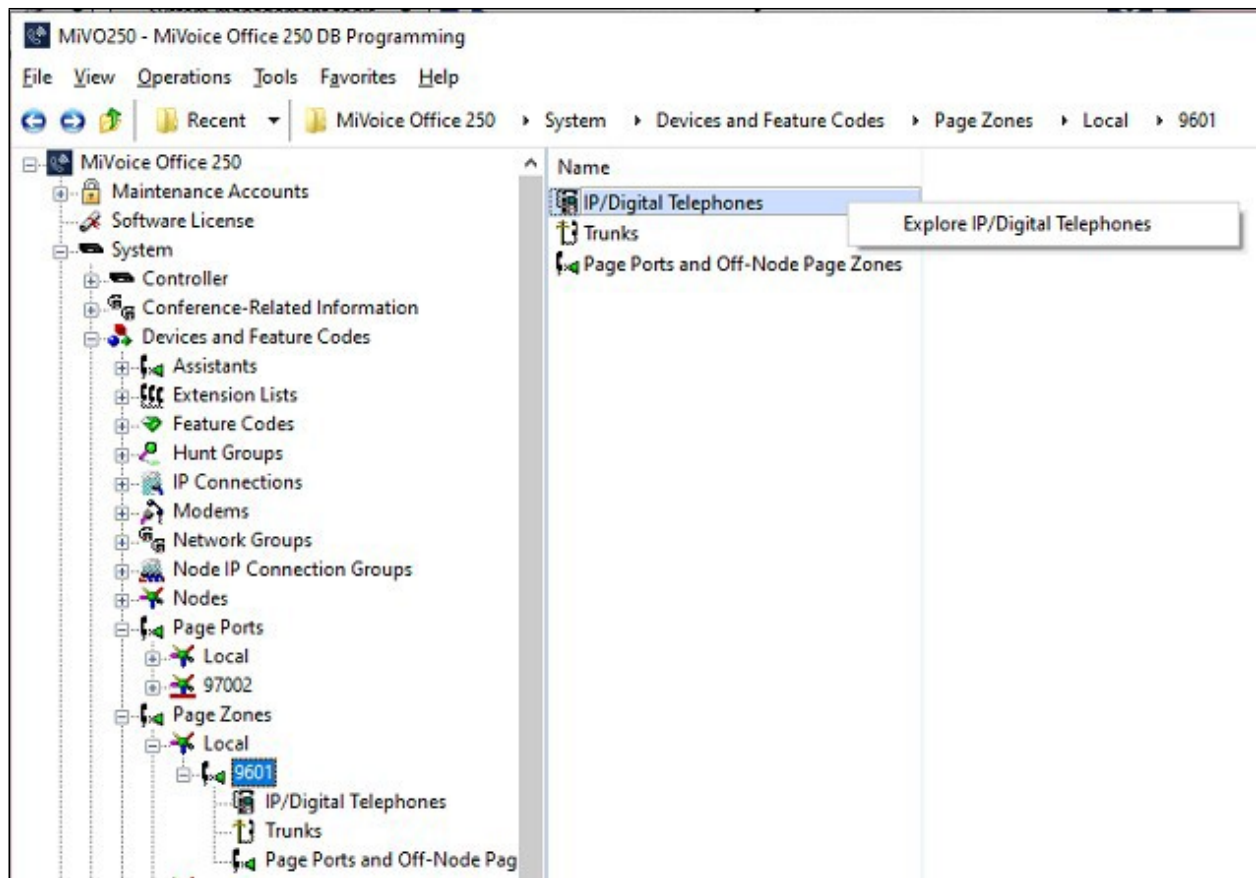 MiVO250 - MiVoice Office 250 DB Programming
File View Operations Tools Favorites Help
Recent MiVoice Office 250 System Devices and Feature Codes Page Zones Local 9601
MiVoice Office 250
Maintenance Accounts
Software License
System
Controller
Conference-Related Information
Devices and Feature Codes
Assistants
Extension Lists
Feature Codes
Hunt Groups
IP Connections
Modems
Network Groups
Node IP Connection Groups
Nodes
Page Ports
Local
97002
Page Zones
Local
9601
IP/Digital Telephones
Trunks
Page Ports and Off-Node Pag
Name
IP/Digital Telephones
Explore IP/Digital Telephones
Trunks
Page Ports and Off-Node Page Zones